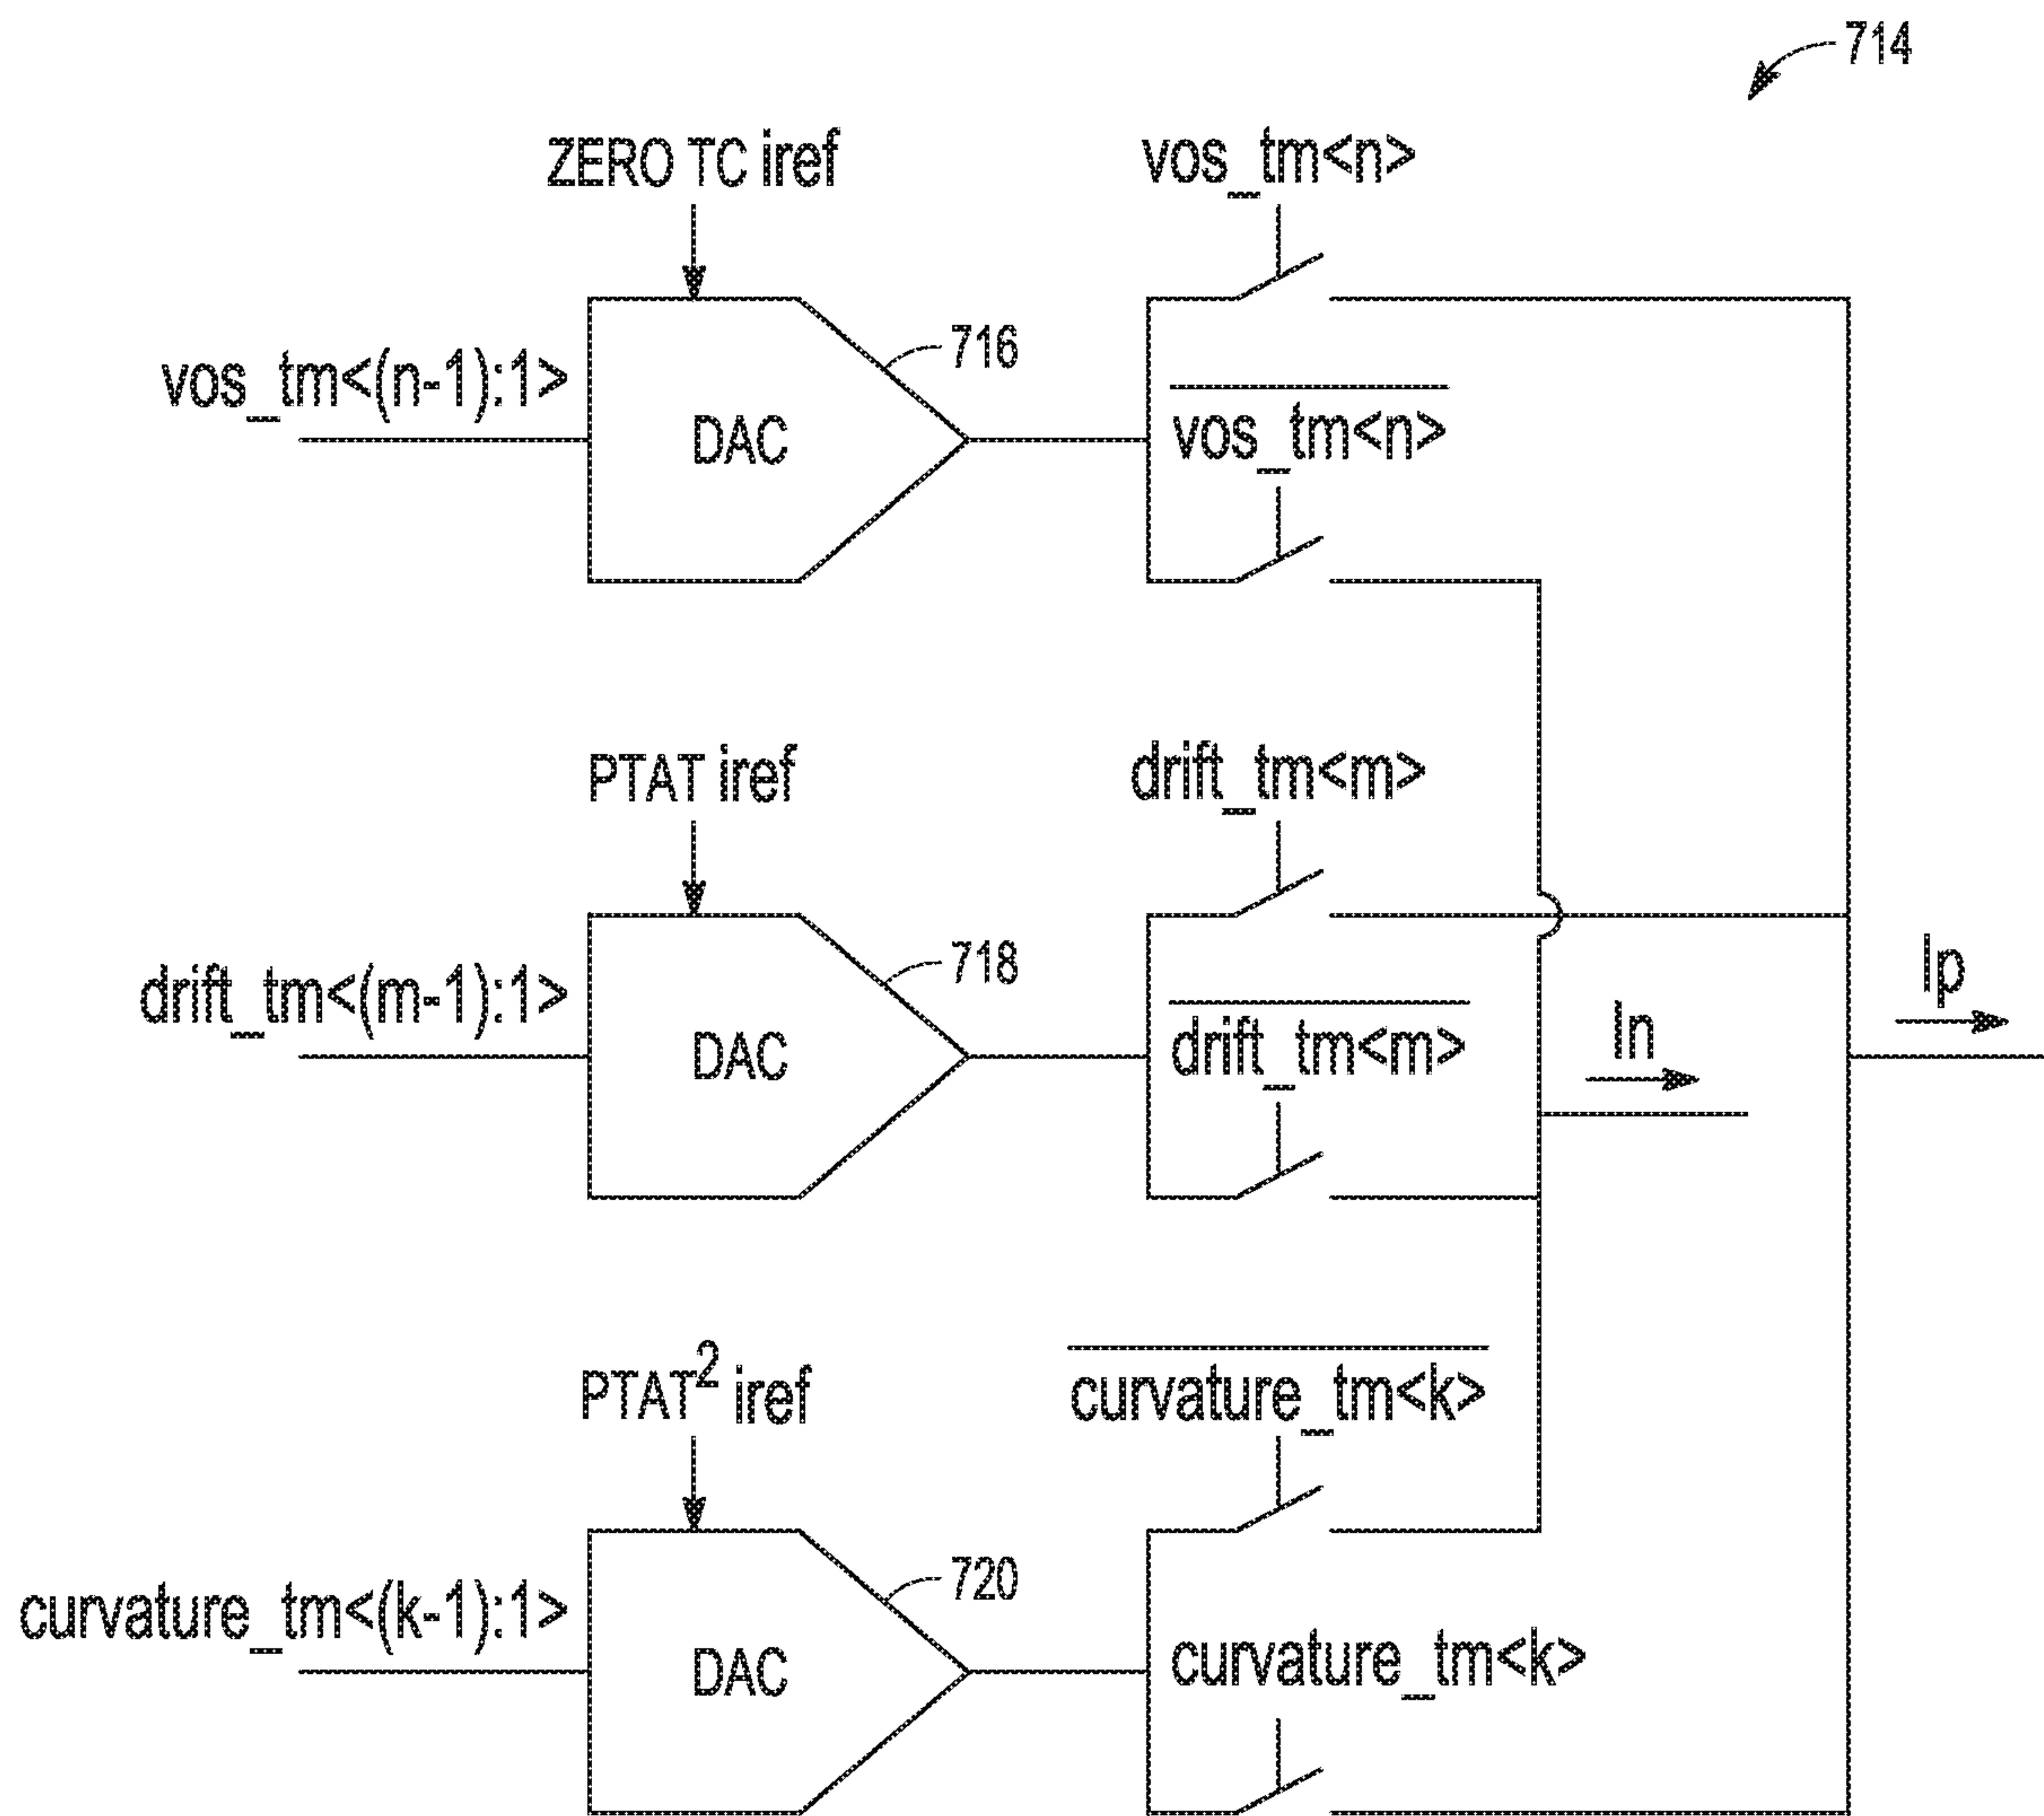 714
ZERO TC iref
vos_tm<n>
vos_tm<(n-1):1>
716
DAC
vos_tm<n>
PTAT iref
drift_tm<m>
drift_tm<(m-1):1>
718
DAC
drift_tm<m>
In
Ip
PTAT² iref
curvature_tm<k>
curvature_tm<(k-1):1>
720
DAC
curvature_tm<k>